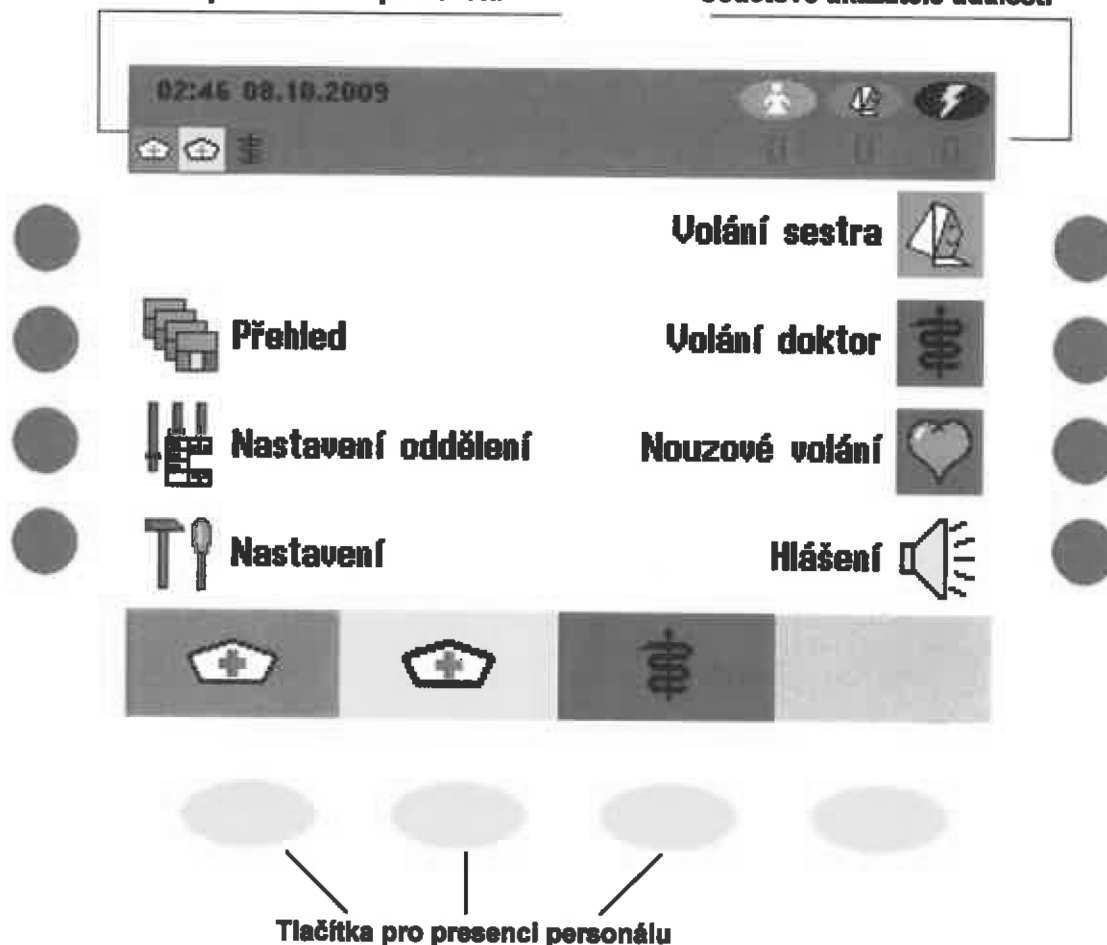 02:46 08.10.2009
Volání sestra
Přehled
Volání doktor
Nastavení oddělení
Nouzové volání
Nastavení
Hlášení
Tlačítka pro presenci personálu